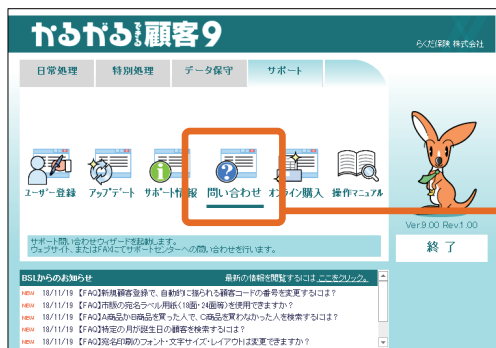 かるがるできる顧客9
らくだ保険 株式会社
日常処理 特別処理 データ保守 サポート
ユーザー登録 アップデート サポート情報 問い合わせ オンライン購入 操作マニュアル
Ver.9.00 Rev.1.00
サポート問い合わせウィザードを起動します。
ウェブサイト、またはFAXにてサポートセンターへの問い合わせを行います。
終 了
BSLからのお知らせ 最新の情報を閲覧するには ここをクリック。
NEW 18/11/19 【FAQ】新規顧客登録で、自動的に振られる顧客コードの番号を変更するには?
NEW 18/11/19 【FAQ】市販の宛名ラベル用紙(18面・24面等)を使用できますか?
NEW 18/11/19 【FAQ】A商品かB商品を買った人で、C商品を買わなかった人を検索するには?
NEW 18/11/19 【FAQ】特定の月が誕生日の顧客を検索するには?
NEW 18/11/19 【FAQ】宛名印刷のフォント・文字サイズ・レイアウトは変更できますか?